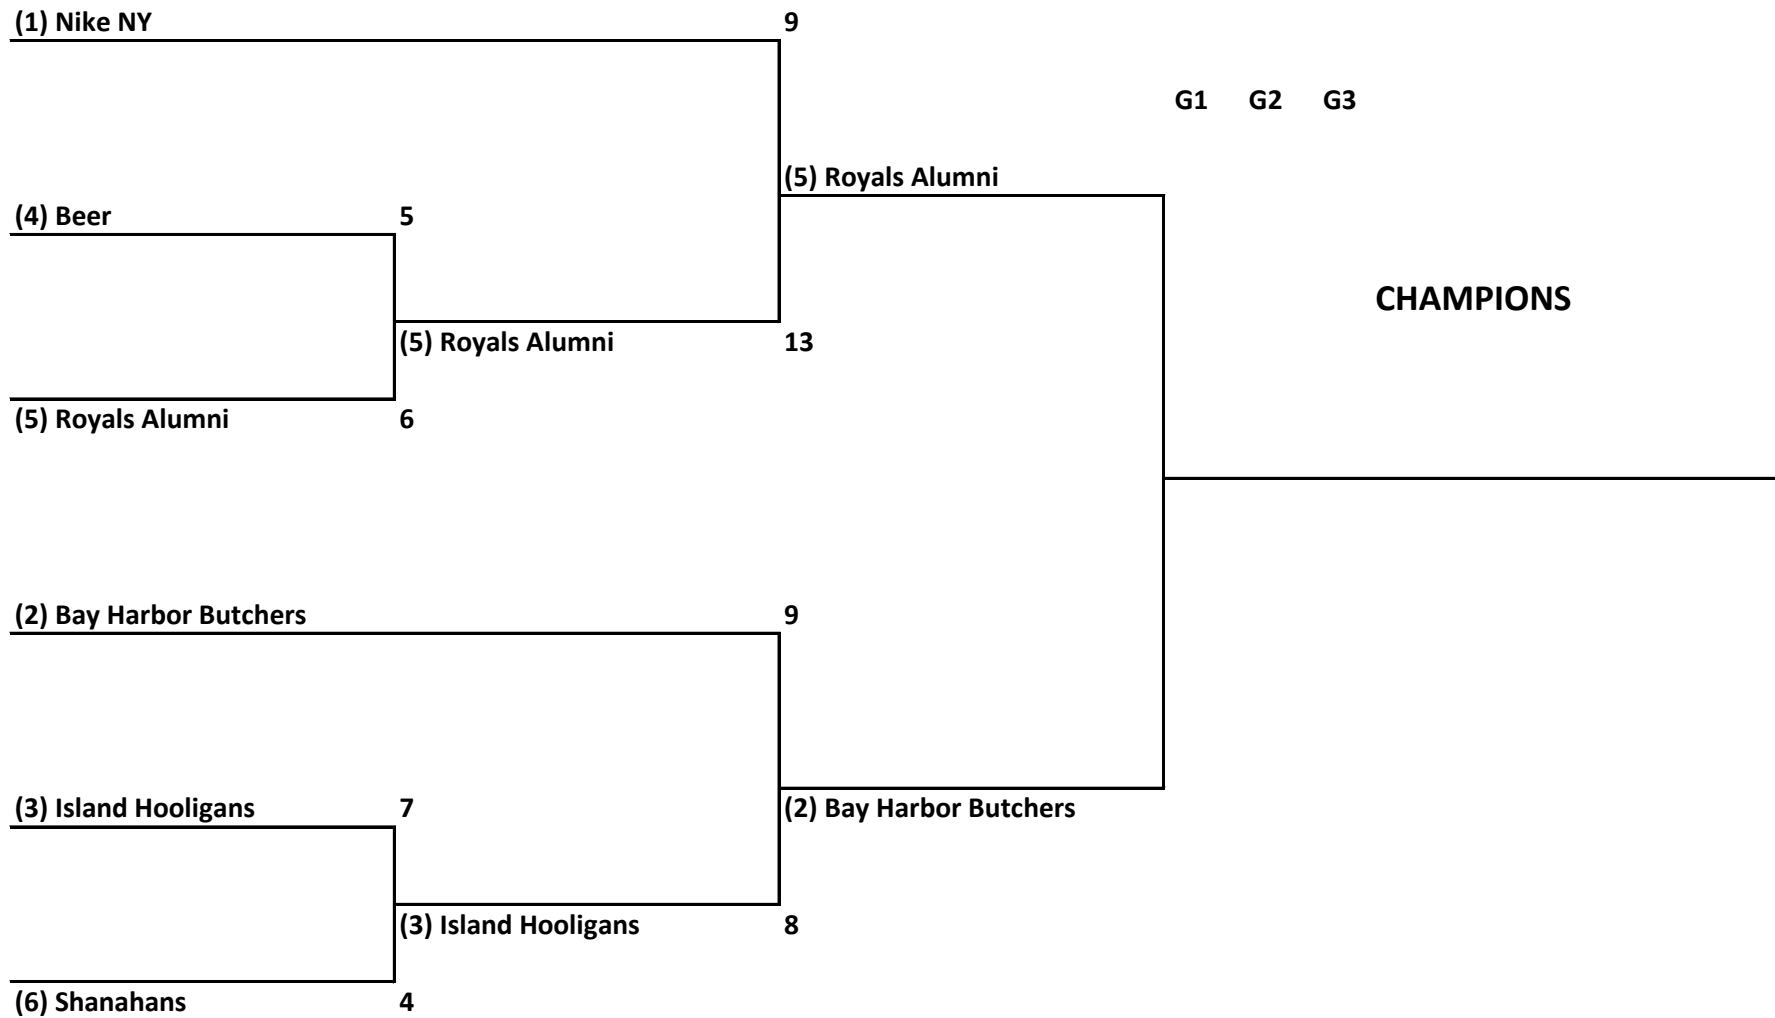 (1) Nike NY 9
G1 G2 G3
(5) Royals Alumni
(4) Beer 5
CHAMPIONS
(5) Royals Alumni 13
(5) Royals Alumni 6
(2) Bay Harbor Butchers 9
(3) Island Hooligans 7
(2) Bay Harbor Butchers
(3) Island Hooligans 8
(6) Shanahans 4